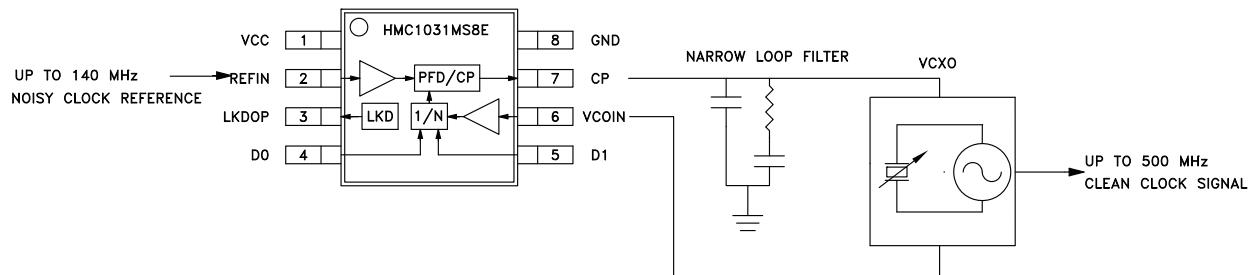 HMC1031MS8E
VCC 1
8 GND
UP TO 140 MHz
NOISY CLOCK REFERENCE
REFIN 2
PFD/CP
7 CP
NARROW LOOP FILTER
VCXO
LKDOP 3
LKD
1/N
6 VCOIN
D0 4
5 D1
UP TO 500 MHz
CLEAN CLOCK SIGNAL